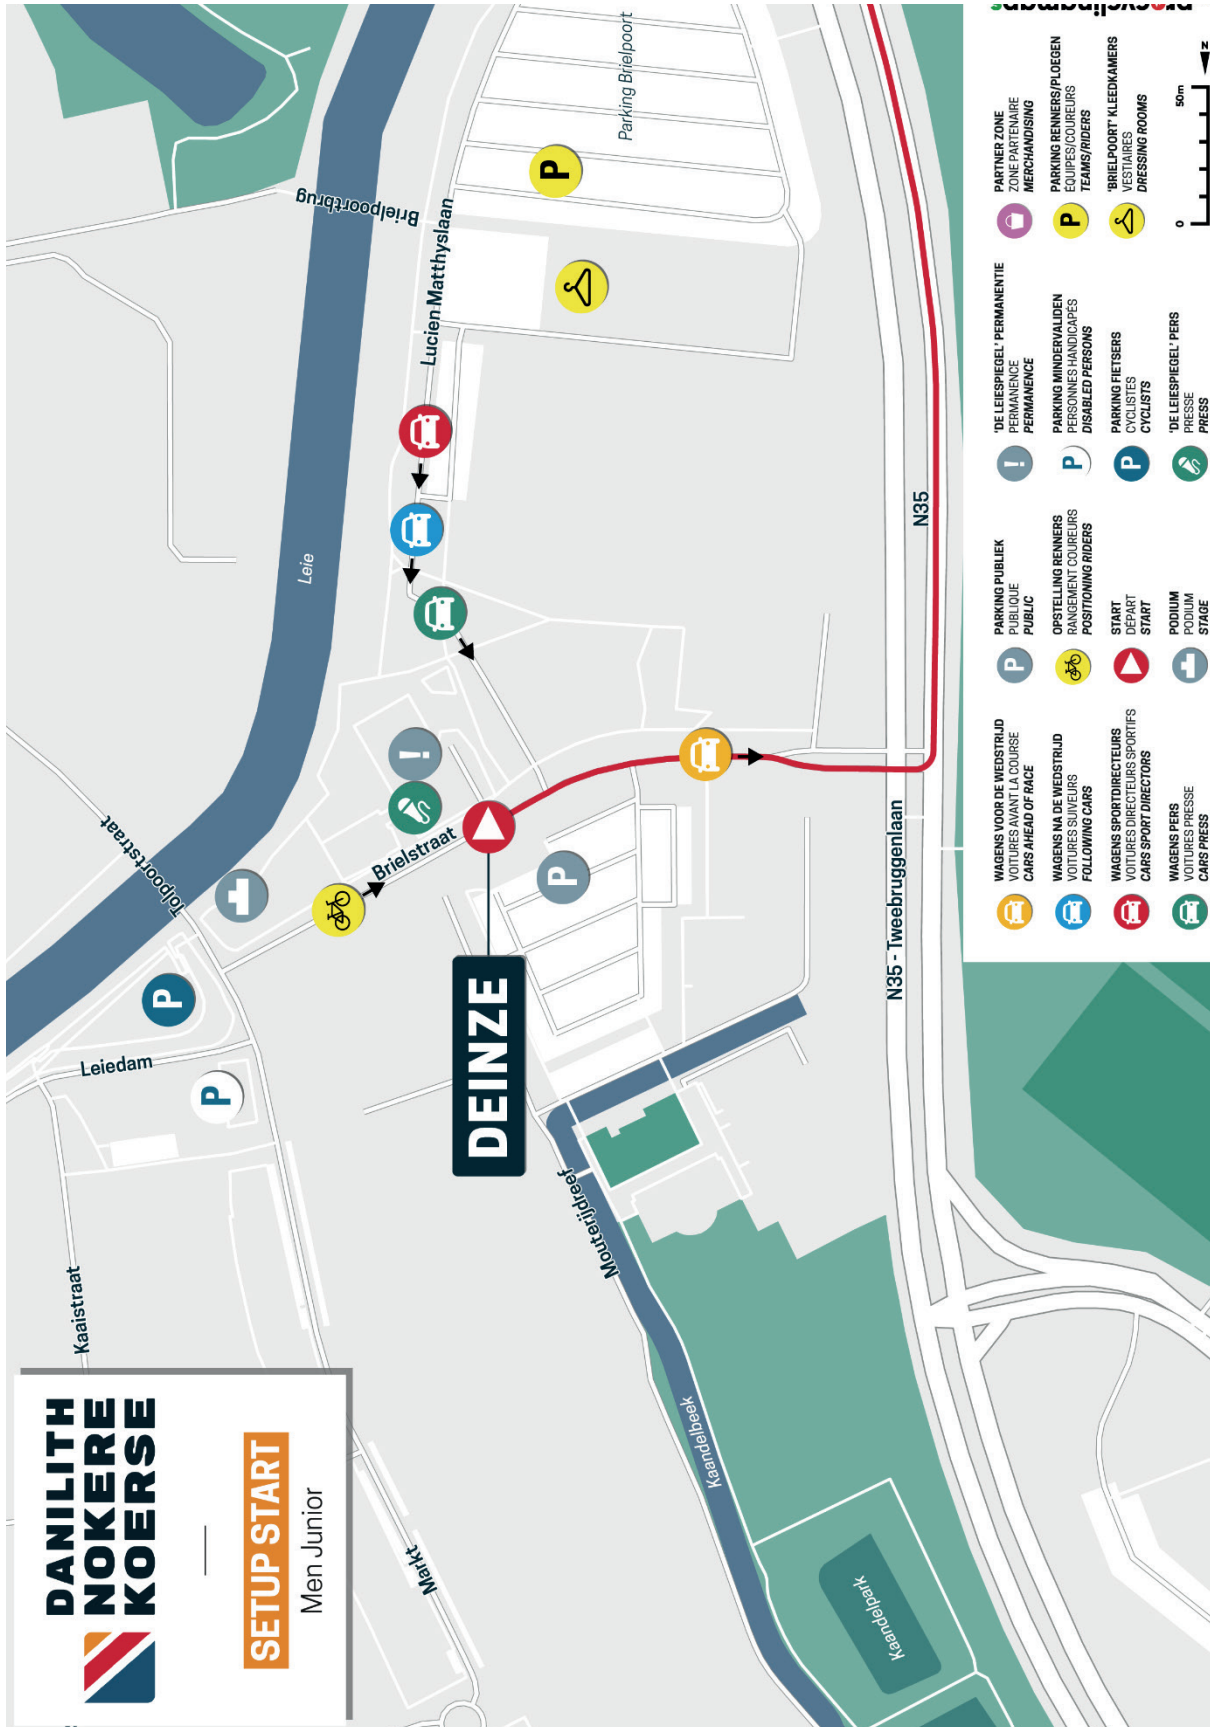 DANILITH
NOKERE
KOERSE
SETUP START
Men Junior
Kaaistraat
Markt
Leiedam
Tolpoortstraat
Leie
Brielpoortbrug
Lucien Matthyslaan
Parking Brielpoort
P
P
P
P
!
Brielstraat
DEINZE
Mouterijdreef
Kaandelbeek
Kaandelpark
N35 - Tweebruggenlaan
N35
WAGENS VOOR DE WEDSTRIJD
VOITURES AVANT LA COURSE
CARS AHEAD OF RACE
WAGENS NA DE WEDSTRIJD
VOITURES SUIVEURS
FOLLOWING CARS
WAGENS SPORTDIRECTEURS
VOITURES DIRECTEURS SPORTIFS
CARS SPORT DIRECTORS
WAGENS PERS
VOITURES PRESSE
CARS PRESS
P
PARKING PUBLIEK
PUBLIQUE
PUBLIC
OPSTELLING RENNERS
RANGEMENT COUREURS
POSITIONING RIDERS
START
DÉPART
START
PODIUM
PODIUM
STAGE
!
'DE LEIESPIEGEL' PERMANENTIE
PERMANENCE
PERMANENCE
P
PARKING MINDERVALIDEN
PERSONNES HANDICAPÉS
DISABLED PERSONS
P
PARKING FIETSERS
CYCLISTES
CYCLISTS
'DE LEIESPIEGEL' PERS
PRESSE
PRESS
PARTNER ZONE
ZONE PARTENAIRE
MERCHANDISING
P
PARKING RENNERS/PLOEGEN
ÉQUIPES/COUREURS
TEAMS/RIDERS
'BRIELPOORT' KLEEDKAMERS
VESTIAIRES
DRESSING ROOMS
0
50m
N
procyclingmaps